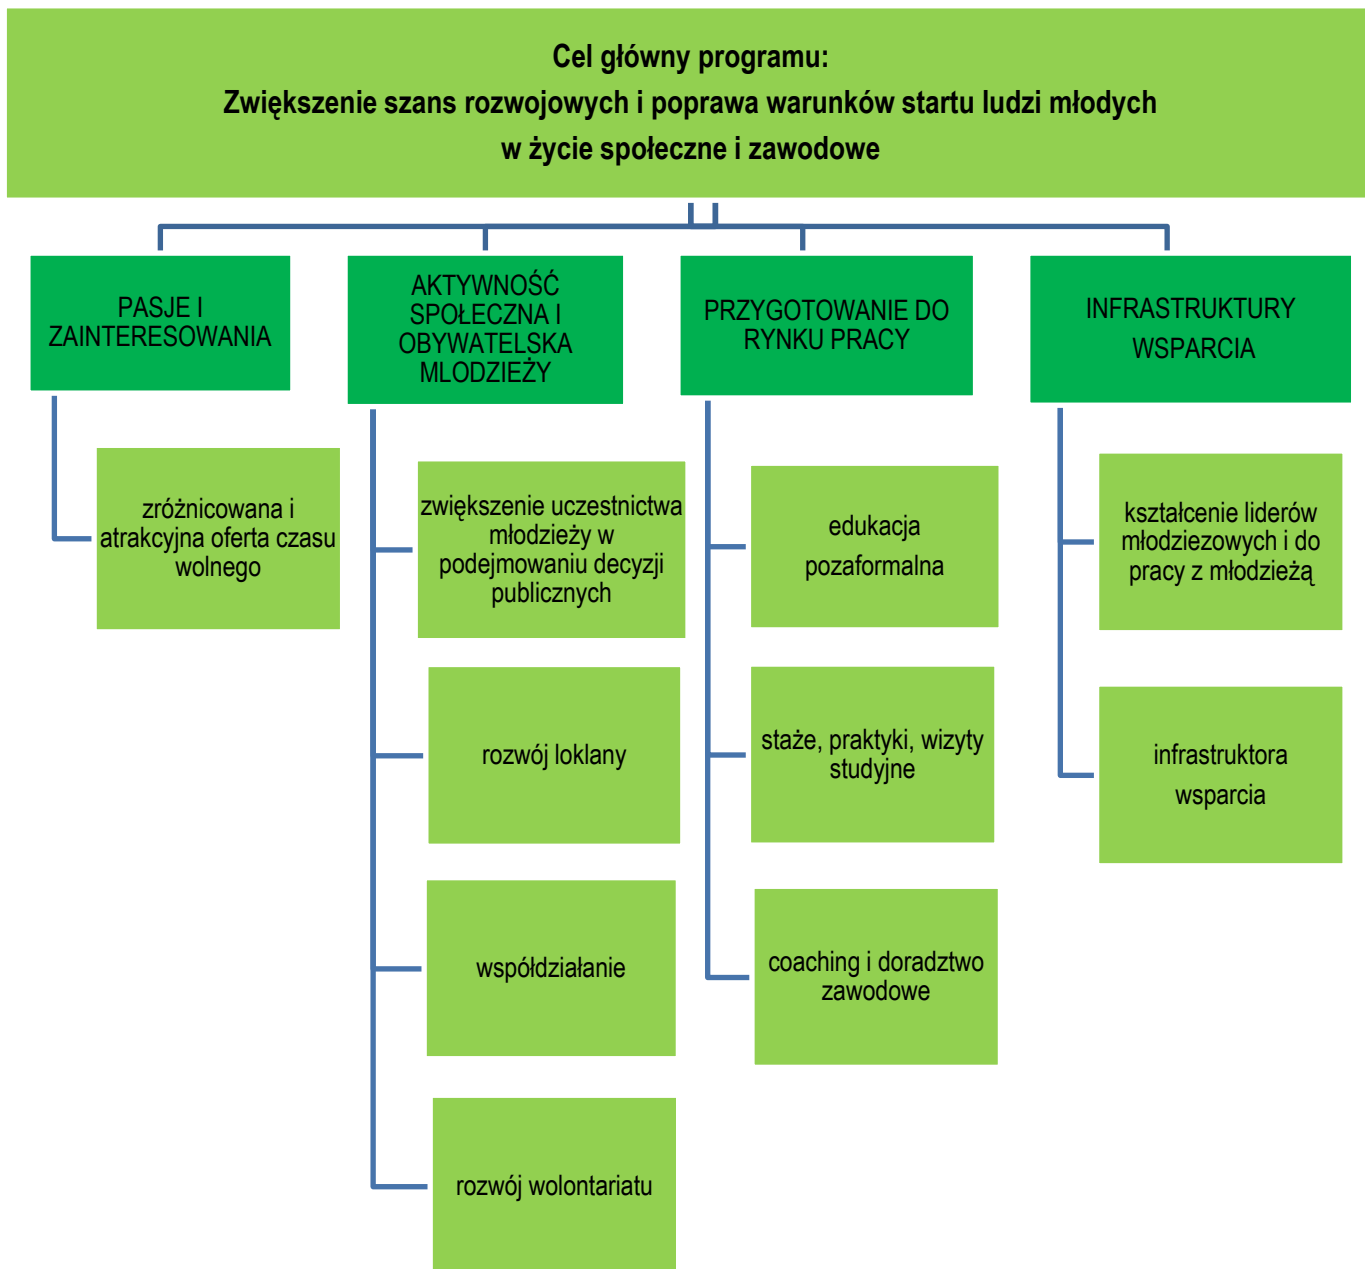 Cel główny programu:
Zwiększenie szans rozwojowych i poprawa warunków startu ludzi młodych
w życie społeczne i zawodowe
PASJE I
ZAINTERESOWANIA
AKTYWNOŚĆ
SPOŁECZNA I
OBYWATELSKA
MLODZIEŻY
PRZYGOTOWANIE DO
RYNKU PRACY
INFRASTRUKTURY
WSPARCIA
zróżnicowana i
atrakcyjna oferta czasu
wolnego
zwiększenie uczestnictwa
młodzieży w
podejmowaniu decyzji
publicznych
rozwój loklany
współdziałanie
rozwój wolontariatu
edukacja
pozaformalna
staże, praktyki, wizyty
studyjne
coaching i doradztwo
zawodowe
kształcenie liderów
młodziezowych i do
pracy z młodzieżą
infrastruktora
wsparcia